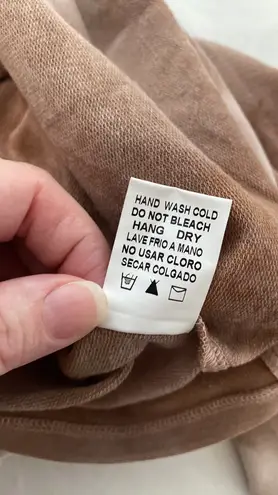 HAND WASH COLD
DO NOT BLEACH
HANG DRY
LAVE FRIO A MANO
NO USAR CLORO
SECAR COLGADO